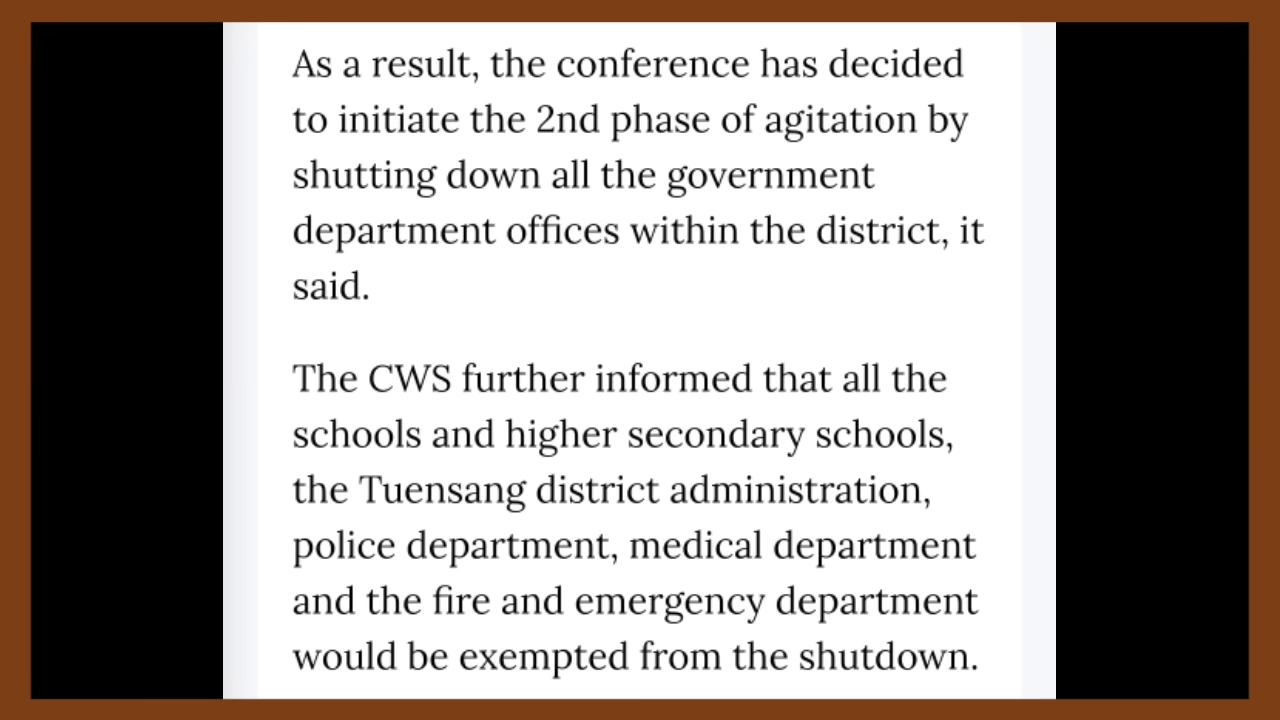 As a result, the conference has decided
to initiate the 2nd phase of agitation by
shutting down all the government
department offices within the district, it
said.
The CWS further informed that all the
schools and higher secondary schools,
the Tuensang district administration,
police department, medical department
and the fire and emergency department
would be exempted from the shutdown.